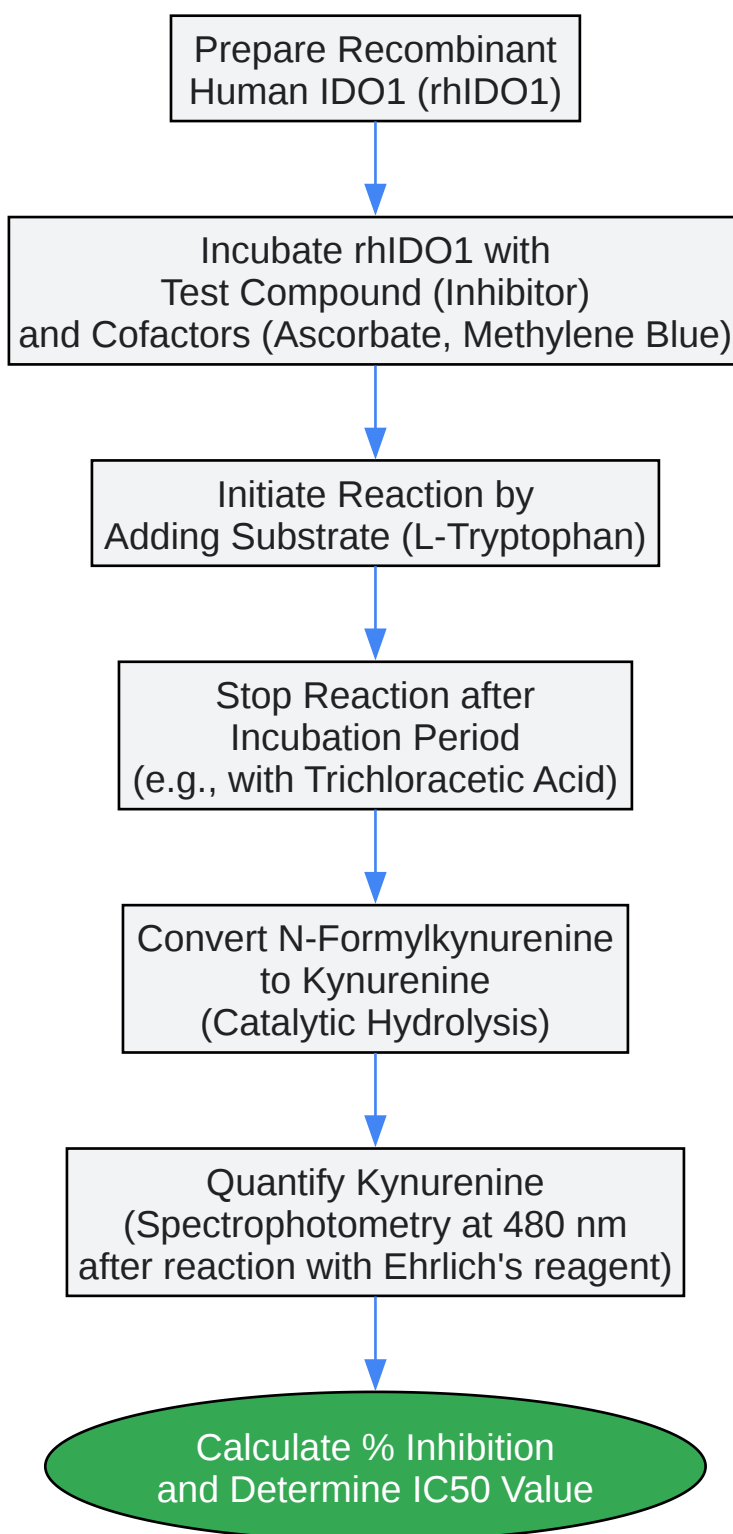 Prepare Recombinant
Human IDO1 (rhIDO1)
Incubate rhIDO1 with
Test Compound (Inhibitor)
and Cofactors (Ascorbate, Methylene Blue)
Initiate Reaction by
Adding Substrate (L-Tryptophan)
Stop Reaction after
Incubation Period
(e.g., with Trichloracetic Acid)
Convert N-Formylkynurenine
to Kynurenine
(Catalytic Hydrolysis)
Quantify Kynurenine
(Spectrophotometry at 480 nm
after reaction with Ehrlich's reagent)
Calculate % Inhibition
and Determine IC50 Value